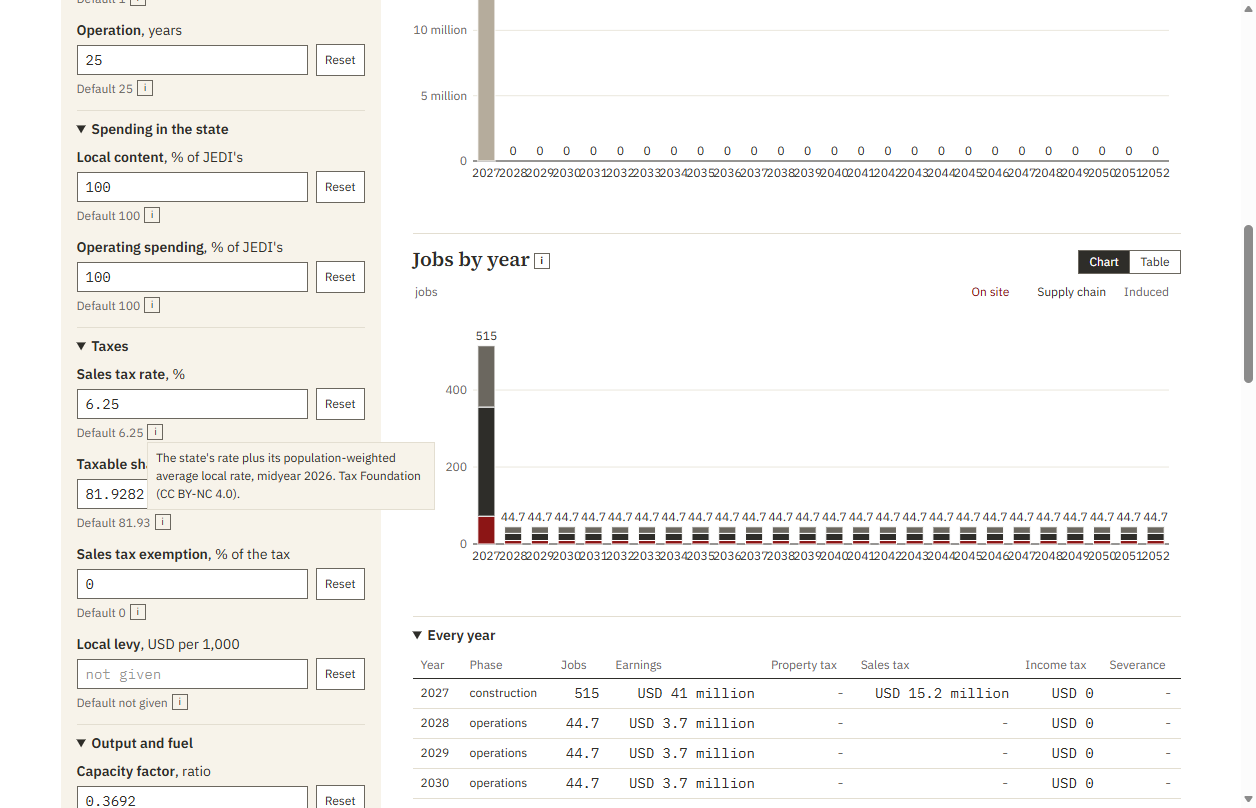 Default 1 i
Operation, years
25
Reset
Default 25 i
Spending in the state
Local content, % of JEDI's
100
Reset
Default 100 i
Operating spending, % of JEDI's
100
Reset
Default 100 i
Taxes
Sales tax rate, %
6.25
Reset
Default 6.25 i
The state's rate plus its population-weighted
average local rate, midyear 2026. Tax Foundation
(CC BY-NC 4.0).
Taxable sh
81.9282
Default 81.93 i
Sales tax exemption, % of the tax
0
Reset
Default 0 i
Local levy, USD per 1,000
not given
Reset
Default not given i
Output and fuel
Capacity factor, ratio
0.3692
Reset
10 million
5 million
0
0 0 0 0 0 0 0 0 0 0 0 0 0 0 0 0 0 0 0 0 0 0 0 0 0
2027 2028 2029 2030 2031 2032 2033 2034 2035 2036 2037 2038 2039 2040 2041 2042 2043 2044 2045 2046 2047 2048 2049 2050 2051 2052
Jobs by year i
Chart Table
jobs
On site Supply chain Induced
515
400
200
44.7 44.7 44.7 44.7 44.7 44.7 44.7 44.7 44.7 44.7 44.7 44.7 44.7 44.7 44.7 44.7 44.7 44.7 44.7 44.7 44.7 44.7 44.7 44.7 44.7
0
2027 2028 2029 2030 2031 2032 2033 2034 2035 2036 2037 2038 2039 2040 2041 2042 2043 2044 2045 2046 2047 2048 2049 2050 2051 2052
Every year
Year Phase Jobs Earnings Property tax Sales tax Income tax Severance
2027 construction 515 USD 41 million - USD 15.2 million USD 0 -
2028 operations 44.7 USD 3.7 million - - USD 0 -
2029 operations 44.7 USD 3.7 million - - USD 0 -
2030 operations 44.7 USD 3.7 million - - USD 0 -